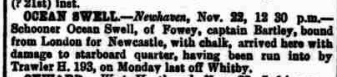 (? 21st) inst.
OCEAN SWELL.—Newhaven, Nov. 22, 12 30 p.m.—
Schooner Ocean Swell, of Fowey, captain Bartley, bound
from London for Newcastle, with chalk, arrived here with
damage to starboard quarter, having been run into by
Trawler H. 193, on Monday last off Whitby.